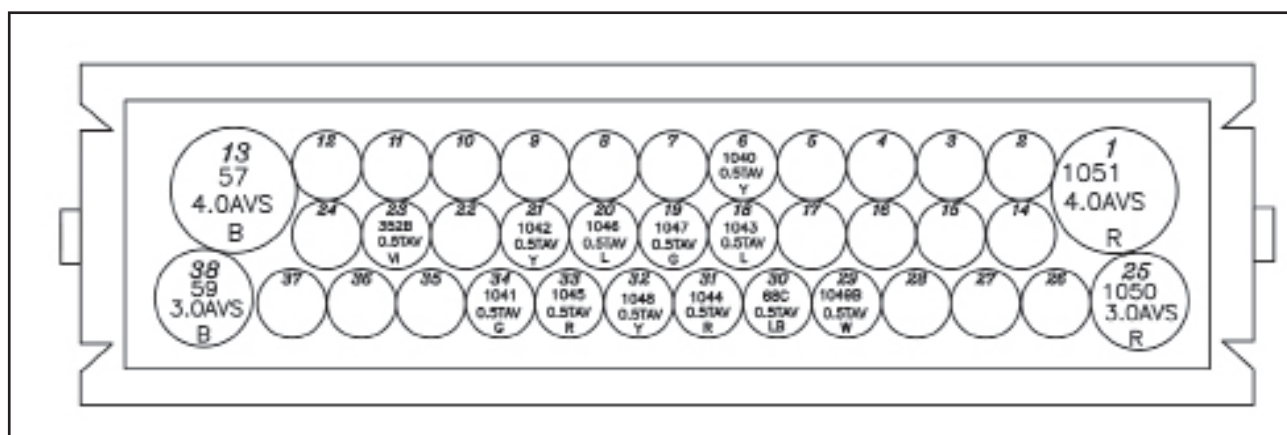 13
57
4.0AVS
B
12
11
10
9
8
7
6
1040
0.5TAV
Y
5
4
3
2
1
1051
4.0AVS
R
24
23
352B
0.5TAV
VI
22
21
1042
0.5TAV
Y
20
1046
0.5TAV
L
19
1047
0.5TAV
G
18
1043
0.5TAV
L
17
16
15
14
38
59
3.0AVS
B
37
36
35
34
1041
0.5TAV
G
33
1045
0.5TAV
R
32
1048
0.5TAV
Y
31
1044
0.5TAV
R
30
68C
0.5TAV
LB
29
1049B
0.5TAV
W
28
27
26
25
1050
3.0AVS
R